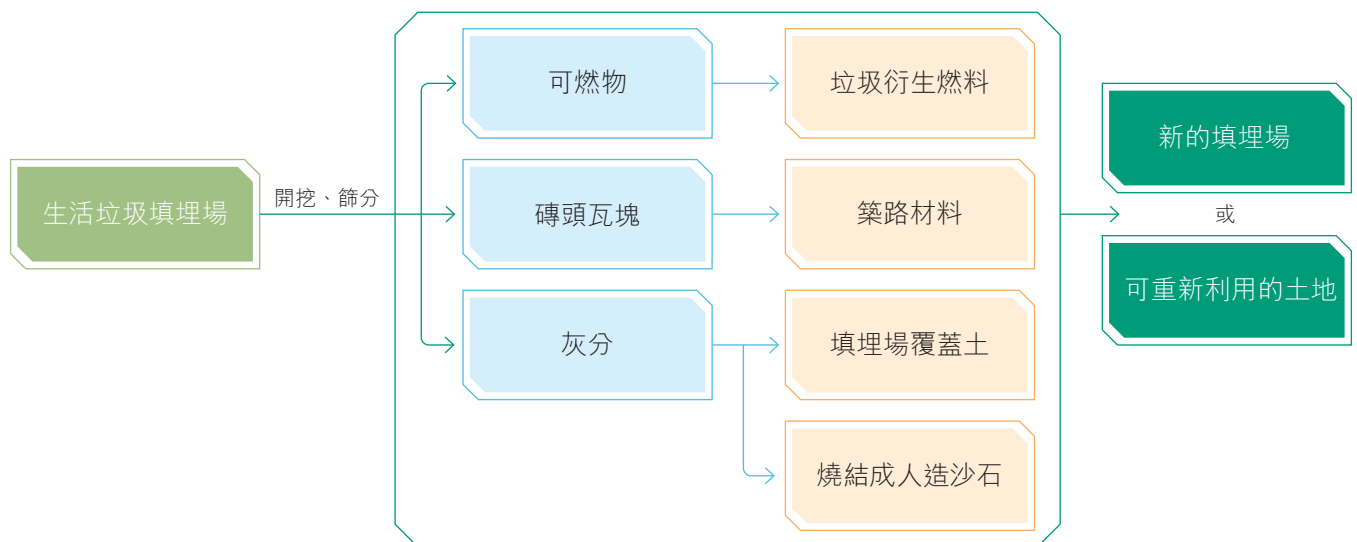 生活垃圾填埋場
開挖、篩分
可燃物
垃圾衍生燃料
磚頭瓦塊
築路材料
灰分
填埋場覆蓋土
燒結成人造沙石
新的填埋場
或
可重新利用的土地